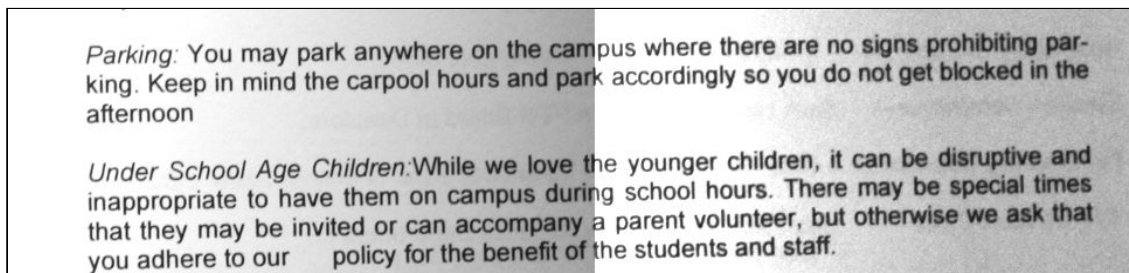 Parking: You may park anywhere on the campus where there are no signs prohibiting par-
king. Keep in mind the carpool hours and park accordingly so you do not get blocked in the
afternoon
Under School Age Children:While we love the younger children, it can be disruptive and
inappropriate to have them on campus during school hours. There may be special times
that they may be invited or can accompany a parent volunteer, but otherwise we ask that
you adhere to our policy for the benefit of the students and staff.